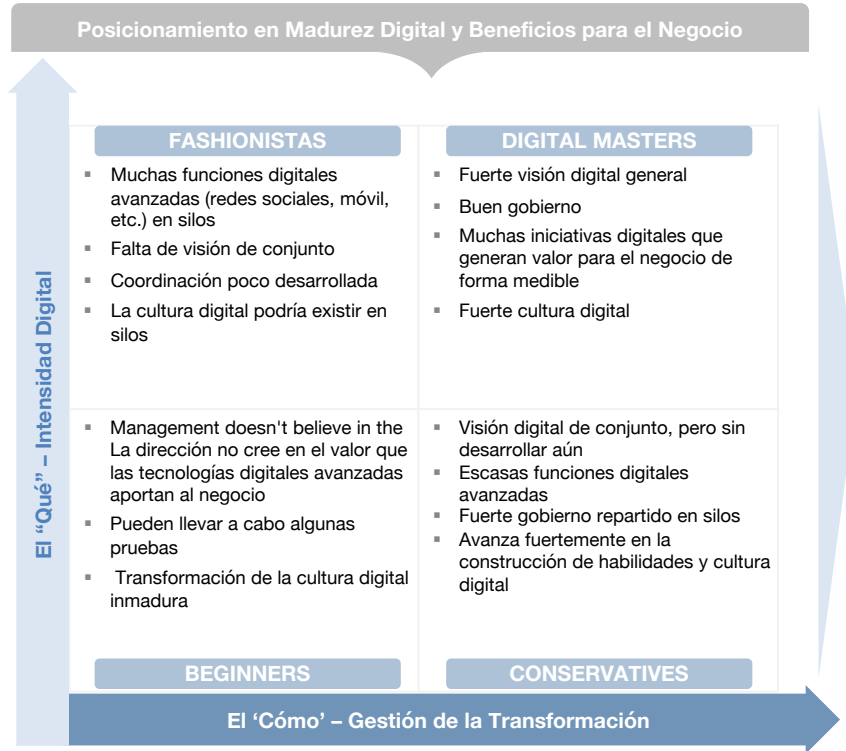 Posicionamiento en Madurez Digital y Beneficios para el Negocio
El “Qué” – Intensidad Digital
FASHIONISTAS
▪ Muchas funciones digitales
avanzadas (redes sociales, móvil,
etc.) en silos
▪ Falta de visión de conjunto
▪ Coordinación poco desarrollada
▪ La cultura digital podría existir en
silos
DIGITAL MASTERS
▪ Fuerte visión digital general
▪ Buen gobierno
▪ Muchas iniciativas digitales que
generan valor para el negocio de
forma medible
▪ Fuerte cultura digital
▪ Management doesn't believe in the
La dirección no cree en el valor que
las tecnologías digitales avanzadas
aportan al negocio
▪ Pueden llevar a cabo algunas
pruebas
▪ Transformación de la cultura digital
inmadura
BEGINNERS
▪ Visión digital de conjunto, pero sin
desarrollar aún
▪ Escasas funciones digitales
avanzadas
▪ Fuerte gobierno repartido en silos
▪ Avanza fuertemente en la
construcción de habilidades y cultura
digital
CONSERVATIVES
El ‘Cómo’ – Gestión de la Transformación